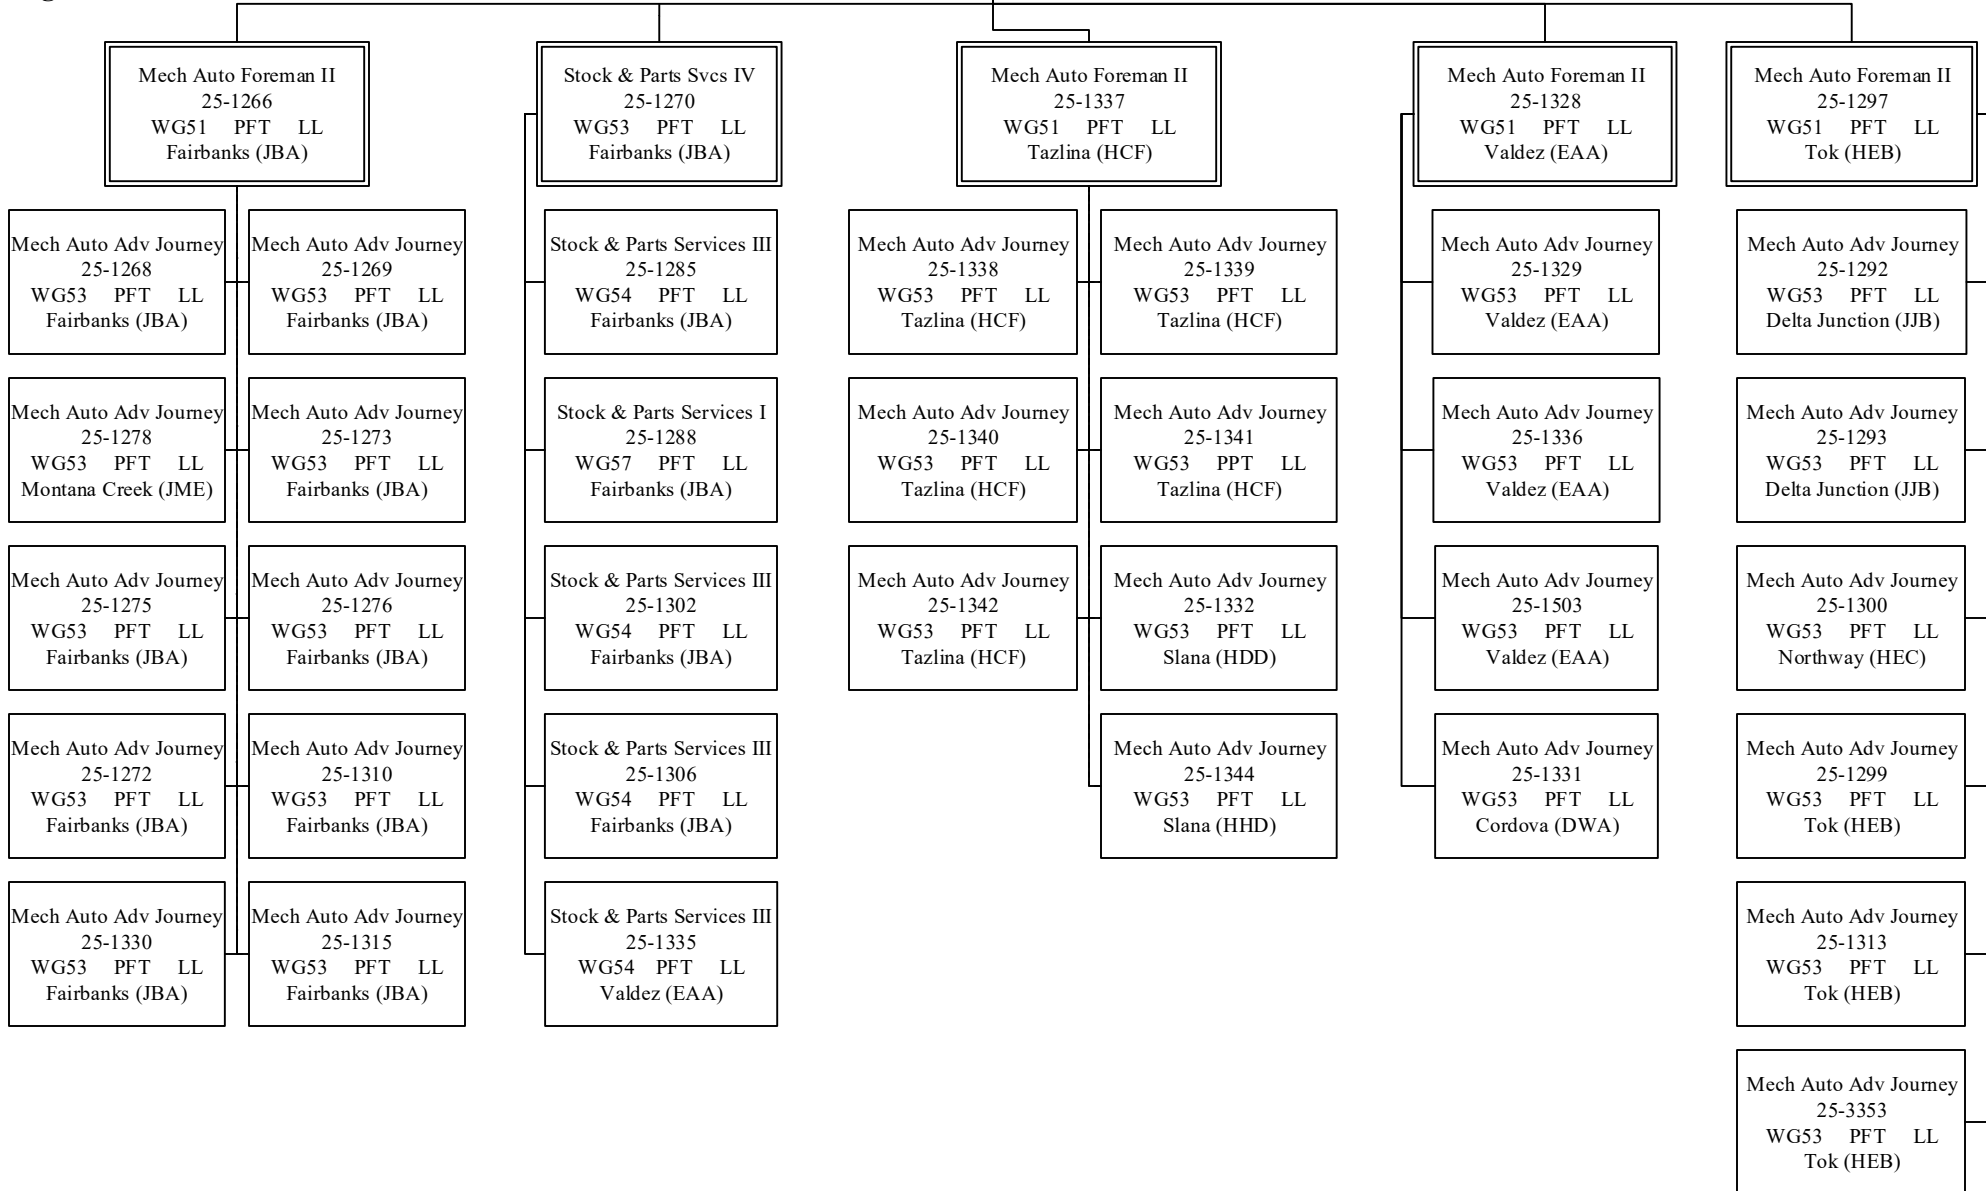 Mech Auto Foreman II
25-1266
WG51 PFT LL
Fairbanks (JBA)
Stock & Parts Svcs IV
25-1270
WG53 PFT LL
Fairbanks (JBA)
Mech Auto Foreman II
25-1337
WG51 PFT LL
Tazlina (HCF)
Mech Auto Foreman II
25-1328
WG51 PFT LL
Valdez (EAA)
Mech Auto Foreman II
25-1297
WG51 PFT LL
Tok (HEB)
Mech Auto Adv Journey
25-1268
WG53 PFT LL
Fairbanks (JBA)
Mech Auto Adv Journey
25-1269
WG53 PFT LL
Fairbanks (JBA)
Stock & Parts Services III
25-1285
WG54 PFT LL
Fairbanks (JBA)
Mech Auto Adv Journey
25-1338
WG53 PFT LL
Tazlina (HCF)
Mech Auto Adv Journey
25-1339
WG53 PFT LL
Tazlina (HCF)
Mech Auto Adv Journey
25-1329
WG53 PFT LL
Valdez (EAA)
Mech Auto Adv Journey
25-1292
WG53 PFT LL
Delta Junction (JJB)
Mech Auto Adv Journey
25-1278
WG53 PFT LL
Montana Creek (JME)
Mech Auto Adv Journey
25-1273
WG53 PFT LL
Fairbanks (JBA)
Stock & Parts Services I
25-1288
WG57 PFT LL
Fairbanks (JBA)
Mech Auto Adv Journey
25-1340
WG53 PFT LL
Tazlina (HCF)
Mech Auto Adv Journey
25-1341
WG53 PPT LL
Tazlina (HCF)
Mech Auto Adv Journey
25-1336
WG53 PFT LL
Valdez (EAA)
Mech Auto Adv Journey
25-1293
WG53 PFT LL
Delta Junction (JJB)
Mech Auto Adv Journey
25-1275
WG53 PFT LL
Fairbanks (JBA)
Mech Auto Adv Journey
25-1276
WG53 PFT LL
Fairbanks (JBA)
Stock & Parts Services III
25-1302
WG54 PFT LL
Fairbanks (JBA)
Mech Auto Adv Journey
25-1342
WG53 PFT LL
Tazlina (HCF)
Mech Auto Adv Journey
25-1332
WG53 PFT LL
Slana (HDD)
Mech Auto Adv Journey
25-1503
WG53 PFT LL
Valdez (EAA)
Mech Auto Adv Journey
25-1300
WG53 PFT LL
Northway (HEC)
Mech Auto Adv Journey
25-1272
WG53 PFT LL
Fairbanks (JBA)
Mech Auto Adv Journey
25-1310
WG53 PFT LL
Fairbanks (JBA)
Stock & Parts Services III
25-1306
WG54 PFT LL
Fairbanks (JBA)
Mech Auto Adv Journey
25-1344
WG53 PFT LL
Slana (HHD)
Mech Auto Adv Journey
25-1331
WG53 PFT LL
Cordova (DWA)
Mech Auto Adv Journey
25-1299
WG53 PFT LL
Tok (HEB)
Mech Auto Adv Journey
25-1330
WG53 PFT LL
Fairbanks (JBA)
Mech Auto Adv Journey
25-1315
WG53 PFT LL
Fairbanks (JBA)
Stock & Parts Services III
25-1335
WG54 PFT LL
Valdez (EAA)
Mech Auto Adv Journey
25-1313
WG53 PFT LL
Tok (HEB)
Mech Auto Adv Journey
25-3353
WG53 PFT LL
Tok (HEB)